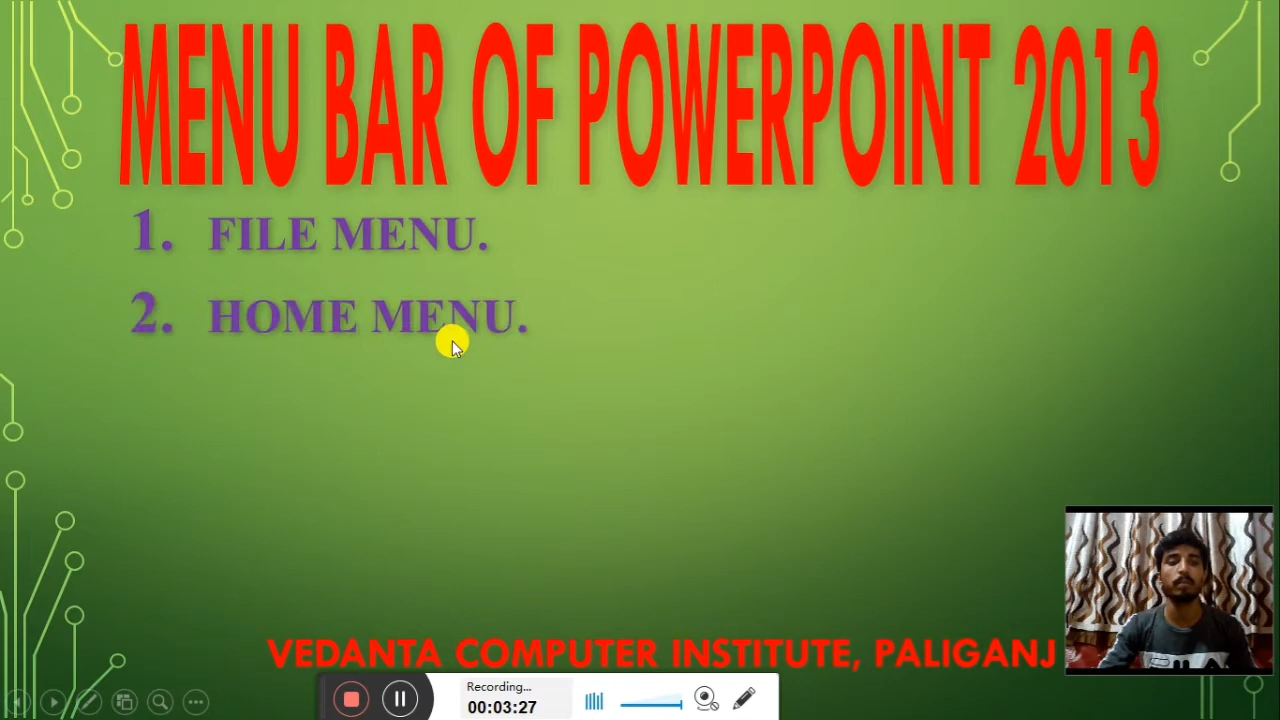 MENU BAR OF POWERPOINT 2013
1. FILE MENU.
2. HOME MENU.
VEDANTA COMPUTER INSTITUTE, PALIGANJ
Recording...
00:03:27